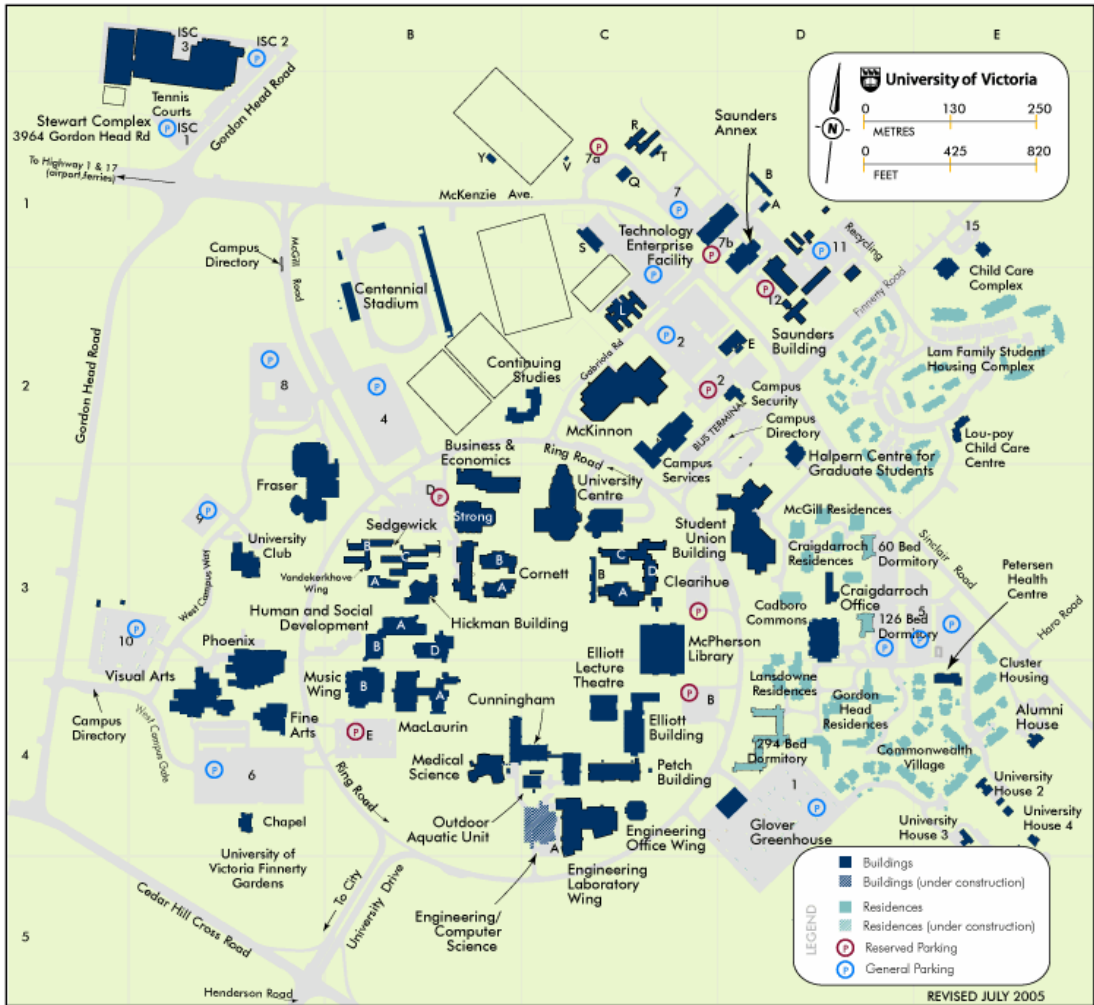 B
C
D
E
1
2
3
4
5
University of Victoria
0 130 250
METRES
N
0 425 820
FEET
ISC
3
ISC 2
Tennis
Courts
Stewart Complex
3964 Gordon Head Rd
ISC
1
Gordon Head Road
To Highway 1 & 17
(airport,ferries)
McKenzie Ave.
Y
V
7a
R
T
Q
7
S
Saunders
Annex
B
A
Technology
Enterprise
Facility
7b
11
Recycling
15
Child Care
Complex
12
Finnerty Road
Saunders
Building
Campus
Directory
McGill Road
Centennial
Stadium
L
Gabriola Rd
2
E
2
Gordon Head Road
8
4
Continuing
Studies
McKinnon
Campus
Security
BUS TERMINAL
Campus
Directory
Lam Family Student
Housing Complex
Lou-poy
Child Care
Centre
Halpern Centre for
Graduate Students
Business &
Economics
Ring Road
University
Centre
Campus
Services
Fraser
D
Strong
9
Sedgewick
University
Club
Vandekerkhove
Wing
B
C
A
B
A
Cornett
C
B
D
A
Clearihue
Student
Union
Building
McGill Residences
Craigdarroch
Residences
60 Bed
Dormitory
Sinclair Road
Petersen
Health
Centre
West Campus Way
Human and Social
Development
Hickman Building
Cadboro
Commons
Craigdarroch
Office
126 Bed
Dormitory
5
Haro Road
10
Phoenix
Visual Arts
A
B
D
Music
Wing
B
A
MacLaurin
Elliott
Lecture
Theatre
McPherson
Library
B
Lansdowne
Residences
Gordon
Head
Residences
Cluster
Housing
Campus
Directory
West Campus Gate
Fine
Arts
E
Cunningham
Elliott
Building
294 Bed
Dormitory
Commonwealth
Village
Alumni
House
6
Ring Road
Medical
Science
Petch
Building
1
University
House 2
Chapel
University of
Victoria Finnerty
Gardens
Outdoor
Aquatic Unit
A
Engineering
Office Wing
Glover
Greenhouse
University
House 3
University
House 4
Engineering
Laboratory
Wing
Engineering/
Computer
Science
Cedar Hill Cross Road
To City
University Drive
Henderson Road
LEGEND
Buildings
Buildings (under construction)
Residences
Residences (under construction)
P Reserved Parking
P General Parking
REVISED JULY 2005